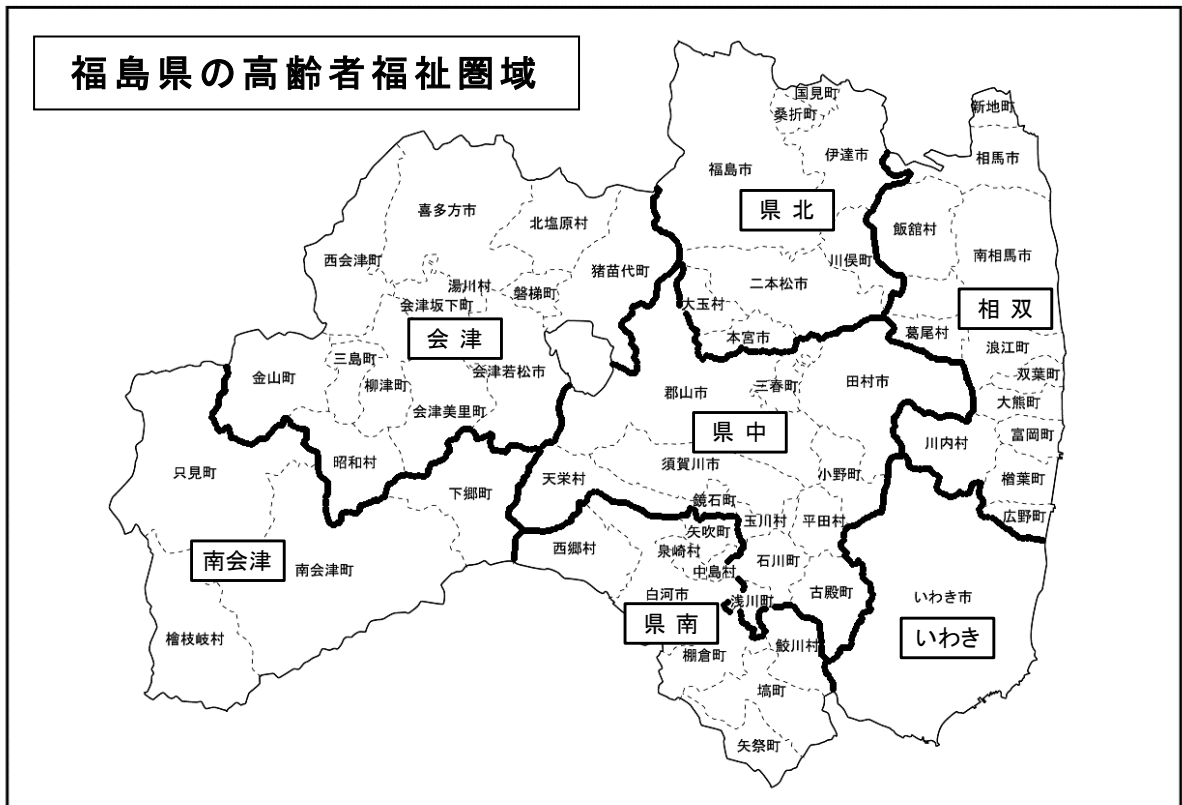 福島県の高齢者福祉圏域
国見町
桑折町
新地町
伊達市
相馬市
福島市
県北
喜多方市
北塩原村
飯舘村
西会津町
猪苗代町
川俣町
南相馬市
湯川村
磐梯町
二本松市
会津坂下町
大玉村
相双
会津
本宮市
葛尾村
浪江町
三島町
会津若松市
双葉町
金山町
柳津町
郡山市
三春町
田村市
大熊町
会津美里町
県中
富岡町
川内村
昭和村
須賀川市
只見町
天栄村
小野町
楢葉町
下郷町
鏡石町
広野町
玉川村
平田村
矢吹町
西郷村
泉崎村
南会津
南会津町
中島村
石川町
白河市
浅川町
古殿町
いわき市
県南
いわき
檜枝岐村
鮫川村
棚倉町
塙町
矢祭町